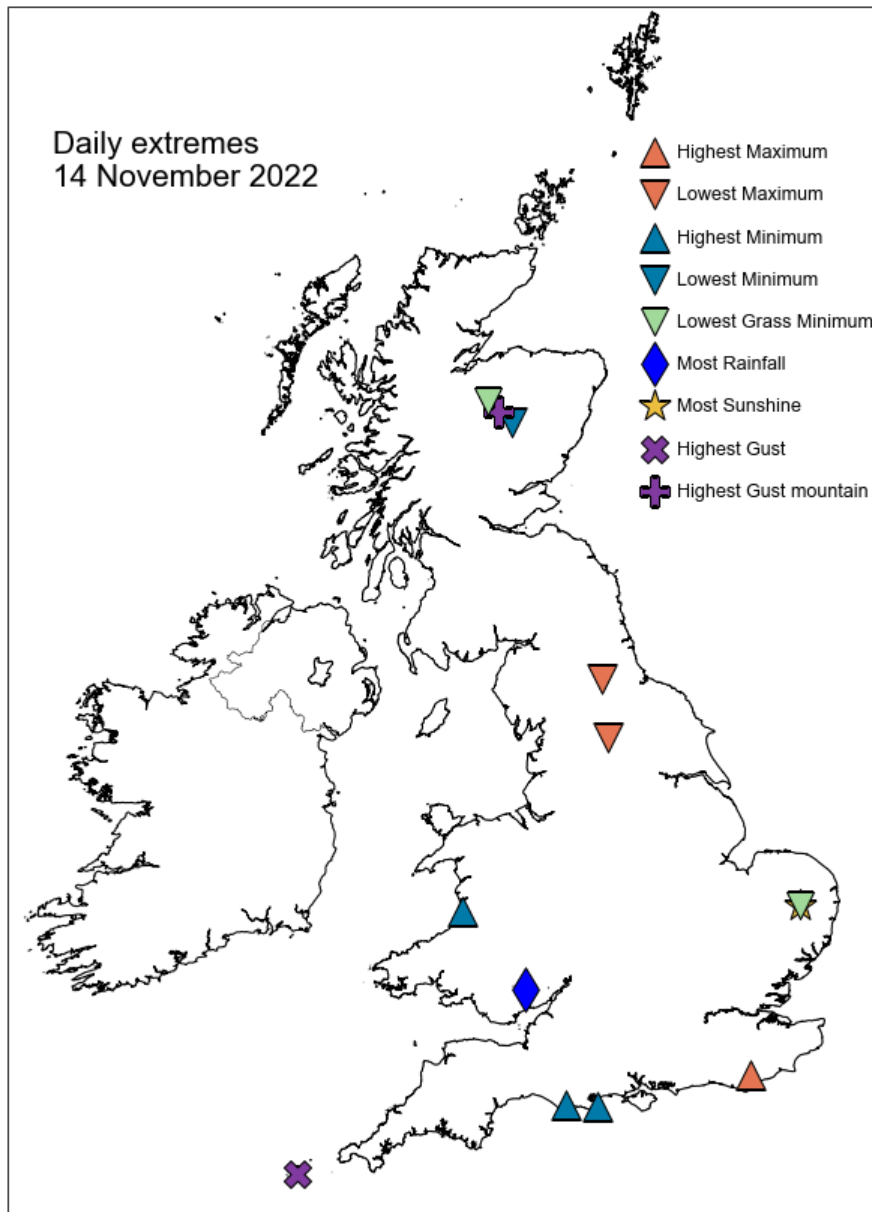 Daily extremes
14 November 2022
Highest Maximum
Lowest Maximum
Highest Minimum
Lowest Minimum
Lowest Grass Minimum
Most Rainfall
Most Sunshine
Highest Gust
Highest Gust mountain